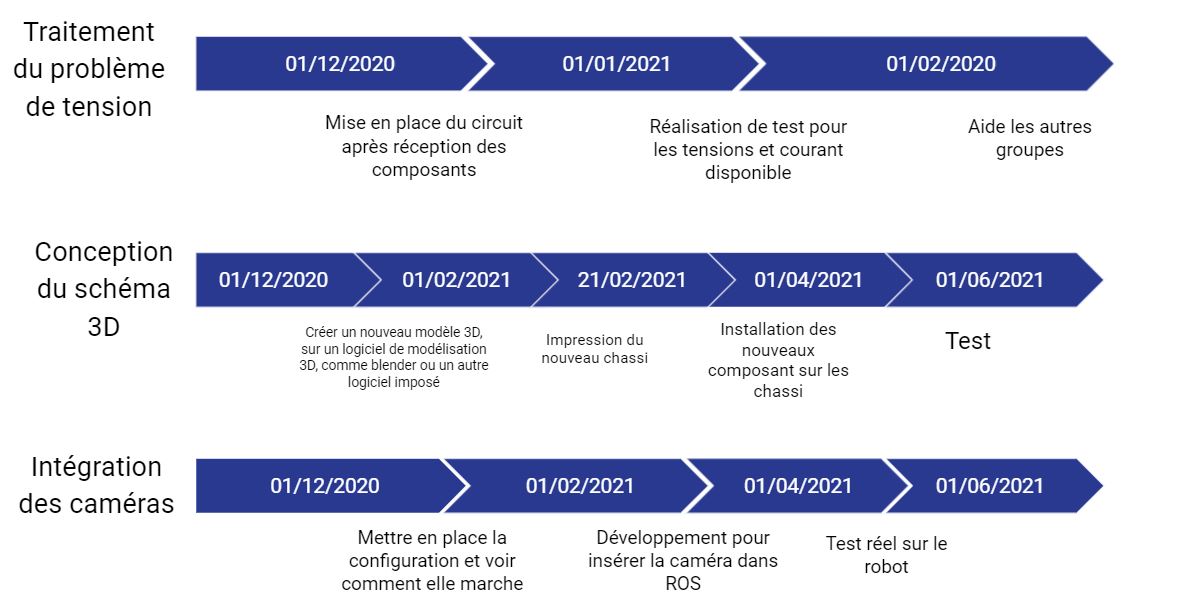 Traitement
du problème
de tension
01/12/2020
01/01/2021
01/02/2020
Mise en place du circuit
après réception des
composants
Réalisation de test pour
les tensions et courant
disponible
Aide les autres
groupes
Conception
du schéma
3D
01/12/2020
01/02/2021
21/02/2021
01/04/2021
01/06/2021
Créer un nouveau modèle 3D,
sur un logiciel de modélisation
3D, comme blender ou un autre
logiciel imposé
Impression du
nouveau chassi
Installation des
nouveaux
composant sur les
chassi
Test
Intégration
des caméras
01/12/2020
01/02/2021
01/04/2021
01/06/2021
Mettre en place la
configuration et voir
comment elle marche
Développement pour
insérer la caméra dans
ROS
Test réel sur le
robot